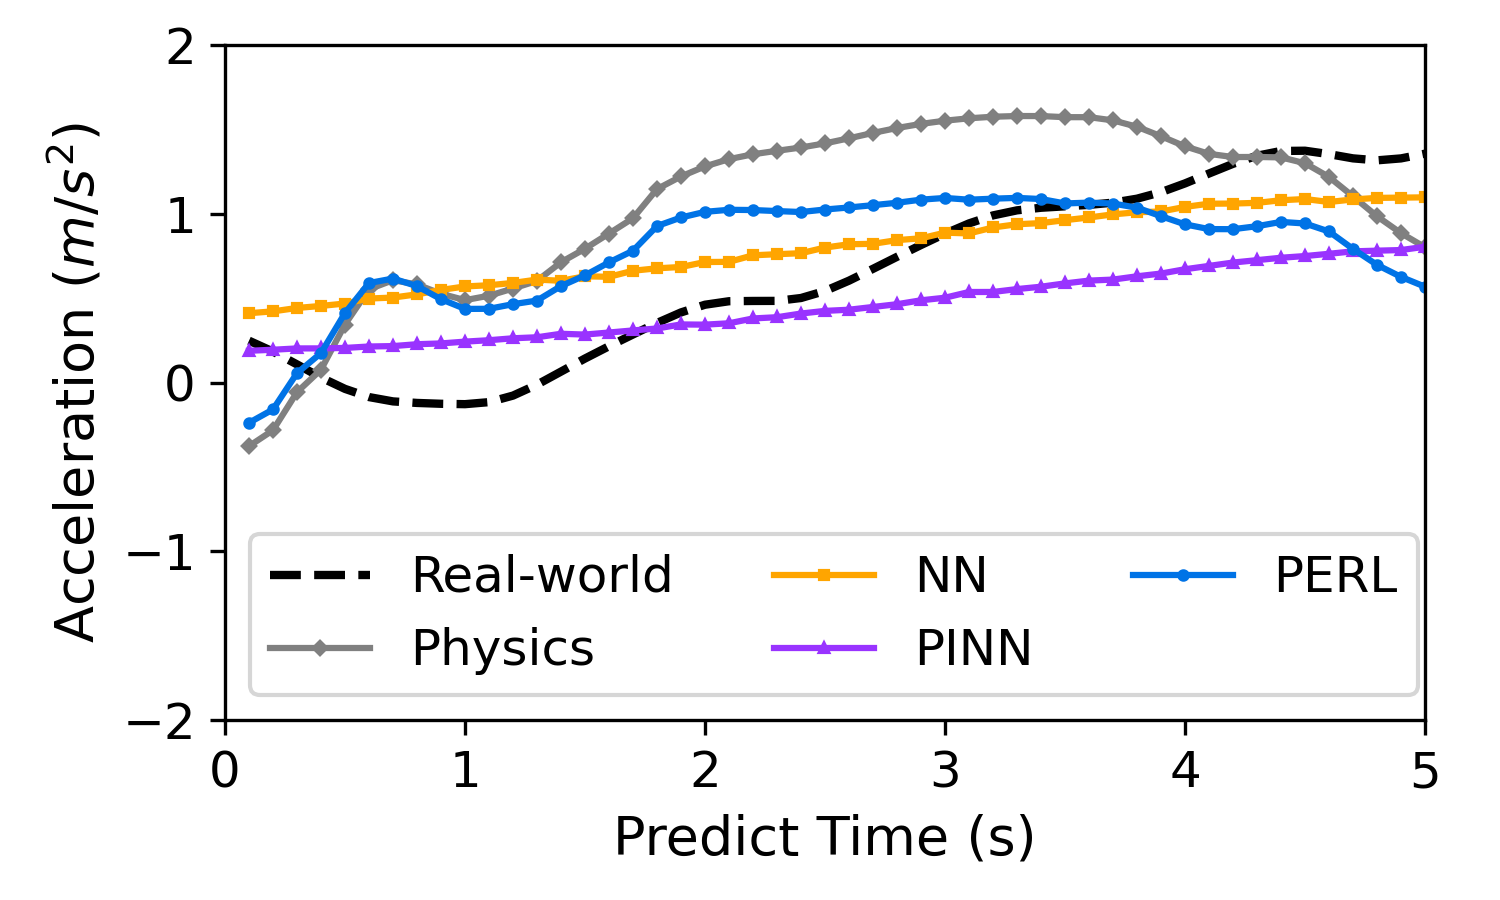 2
1
0
−1
−2
Acceleration (m/s²)
Real-world
Physics
NN
PINN
PERL
0 1 2 3 4 5
Predict Time (s)